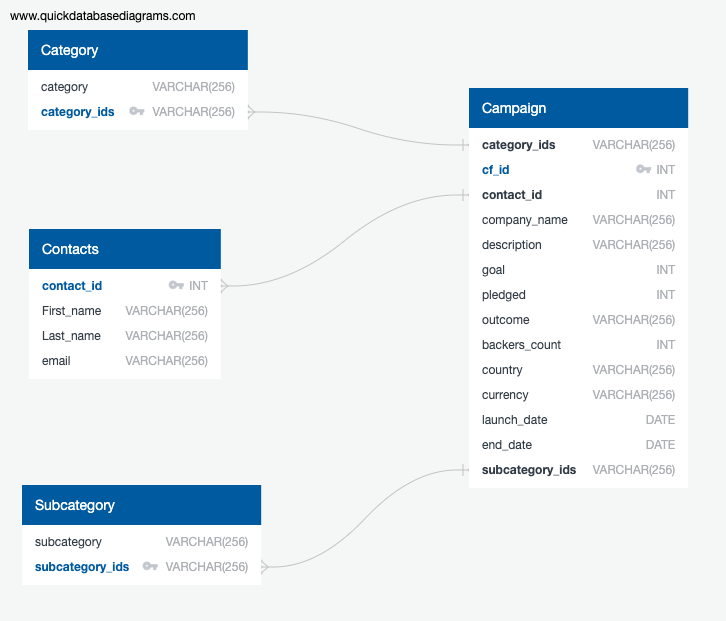 www.quickdatabasediagrams.com
Category
category VARCHAR(256)
category_ids VARCHAR(256)
Contacts
contact_id INT
First_name VARCHAR(256)
Last_name VARCHAR(256)
email VARCHAR(256)
Subcategory
subcategory VARCHAR(256)
subcategory_ids VARCHAR(256)
Campaign
category_ids VARCHAR(256)
cf_id INT
contact_id INT
company_name VARCHAR(256)
description VARCHAR(256)
goal INT
pledged INT
outcome VARCHAR(256)
backers_count INT
country VARCHAR(256)
currency VARCHAR(256)
launch_date DATE
end_date DATE
subcategory_ids VARCHAR(256)